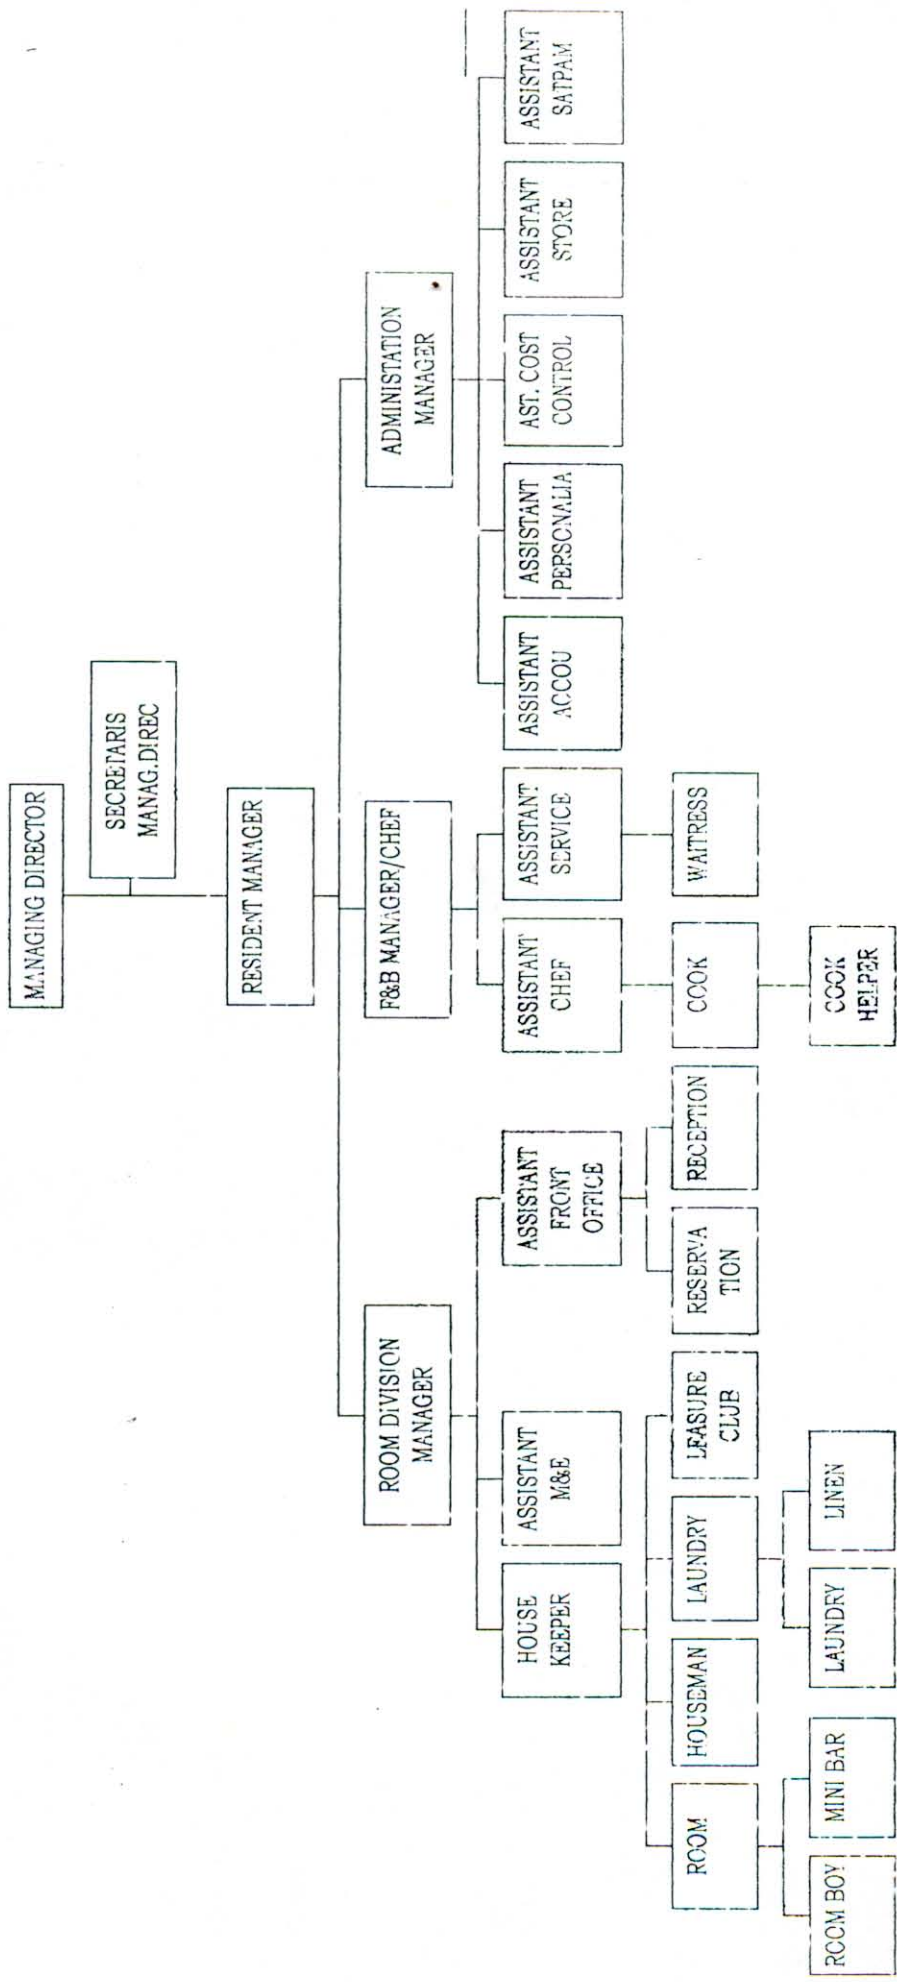 MANAGING DIRECTOR
SECRETARIS
MANAG.DIREC
RESIDENT MANAGER
ROOM DIVISION
MANAGER
F&B MANAGER/CHEF
ADMINISTATION
MANAGER
HOUSE
KEEPER
ASSISTANT
M&E
ASSISTANT
FRONT
OFFICE
ASSISTANT
CHEF
ASSISTANT
SERVICE
ASSISTANT
ACCOU
ASSISTANT
PERSONALIA
AST. COST
CONTROL
ASSISTANT
STORE
ASSISTANT
SATPAM
ROOM
HOUSEMAN
LAUNDRY
LEASURE
CLUB
RESERVA
TION
RECEPTION
COOK
WAITRESS
ROOM BOY
MINI BAR
LAUNDRY
LINEN
COOK
HELPER